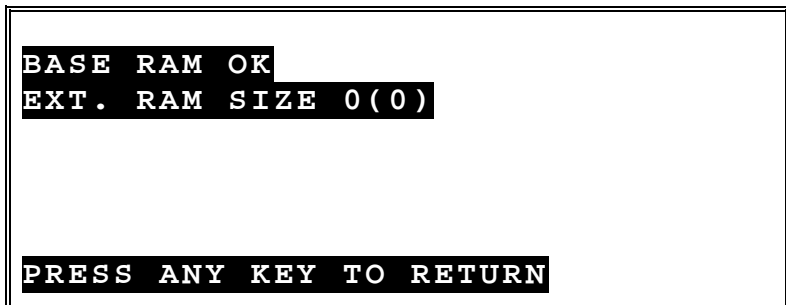 BASE RAM OK
EXT. RAM SIZE 0(0)
PRESS ANY KEY TO RETURN